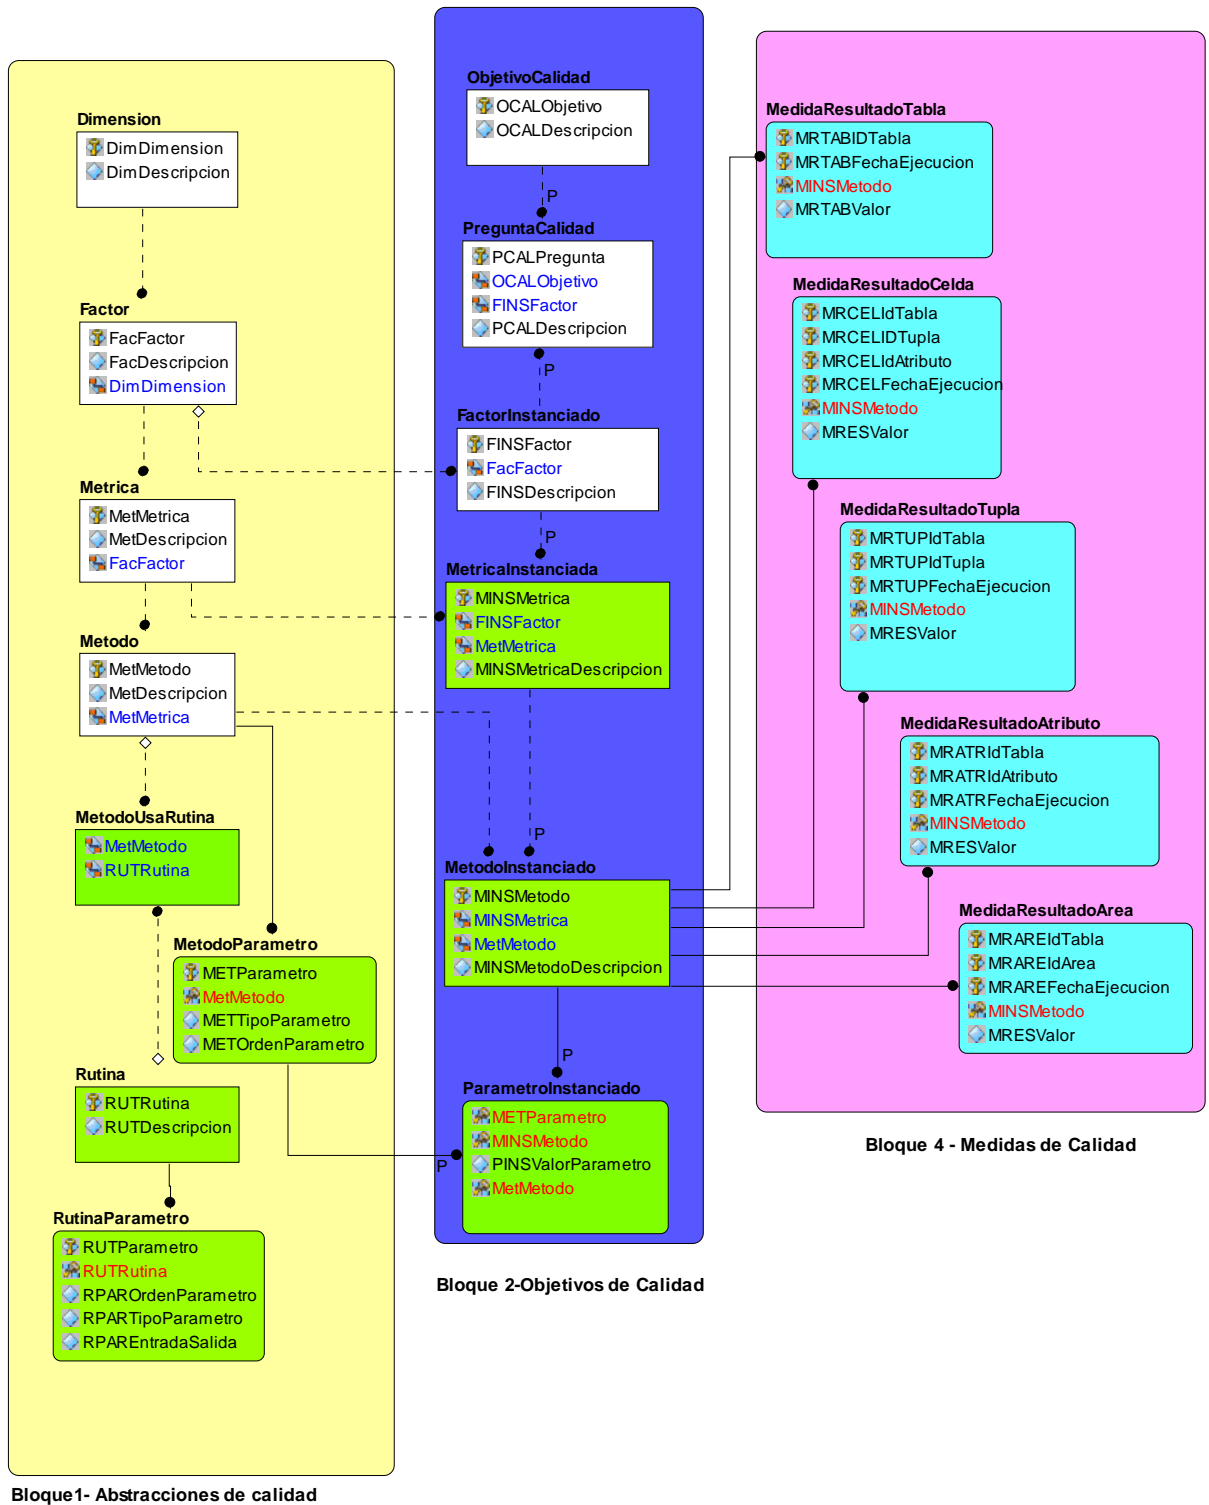 Dimension
DimDimension
DimDescripcion
Factor
FacFactor
FacDescripcion
DimDimension
Metrica
MetMetrica
MetDescripcion
FacFactor
Metodo
MetMetodo
MetDescripcion
MetMetrica
MetodoUsaRutina
MetMetodo
RUTRutina
MetodoParametro
METParametro
MetMetodo
METTipoParametro
METOrdenParametro
Rutina
RUTRutina
RUTDescripcion
RutinaParametro
RUTParametro
RUTRutina
RPAROrdenParametro
RPARTipoParametro
RPAREntradaSalida
Bloque1- Abstracciones de calidad
ObjetivoCalidad
OCALObjetivo
OCALDescripcion
P
PreguntaCalidad
PCALPregunta
OCALObjetivo
FINSFactor
PCALDescripcion
P
FactorInstanciado
FINSFactor
FacFactor
FINSDescripcion
P
MetricaInstanciada
MINSMetrica
FINSFactor
MetMetrica
MINSMetricaDescripcion
P
MetodoInstanciado
MINSMetodo
MINSMetrica
MetMetodo
MINSMetodoDescripcion
P
ParametroInstanciado
METParametro
MINSMetodo
PINSValorParametro
MetMetodo
P
Bloque 2-Objetivos de Calidad
MedidaResultadoTabla
MRTABIDTabla
MRTABFechaEjecucion
MINSMetodo
MRTABValor
MedidaResultadoCelda
MRCELIdTabla
MRCELIDTupla
MRCELIdAtributo
MRCELFechaEjecucion
MINSMetodo
MRESValor
MedidaResultadoTupla
MRTUPIdTabla
MRTUPIdTupla
MRTUPFechaEjecucion
MINSMetodo
MRESValor
MedidaResultadoAtributo
MRATRIdTabla
MRATRIdAtributo
MRATRFechaEjecucion
MINSMetodo
MRESValor
MedidaResultadoArea
MRAREIdTabla
MRAREIdArea
MRAREFechaEjecucion
MINSMetodo
MRESValor
Bloque 4 - Medidas de Calidad